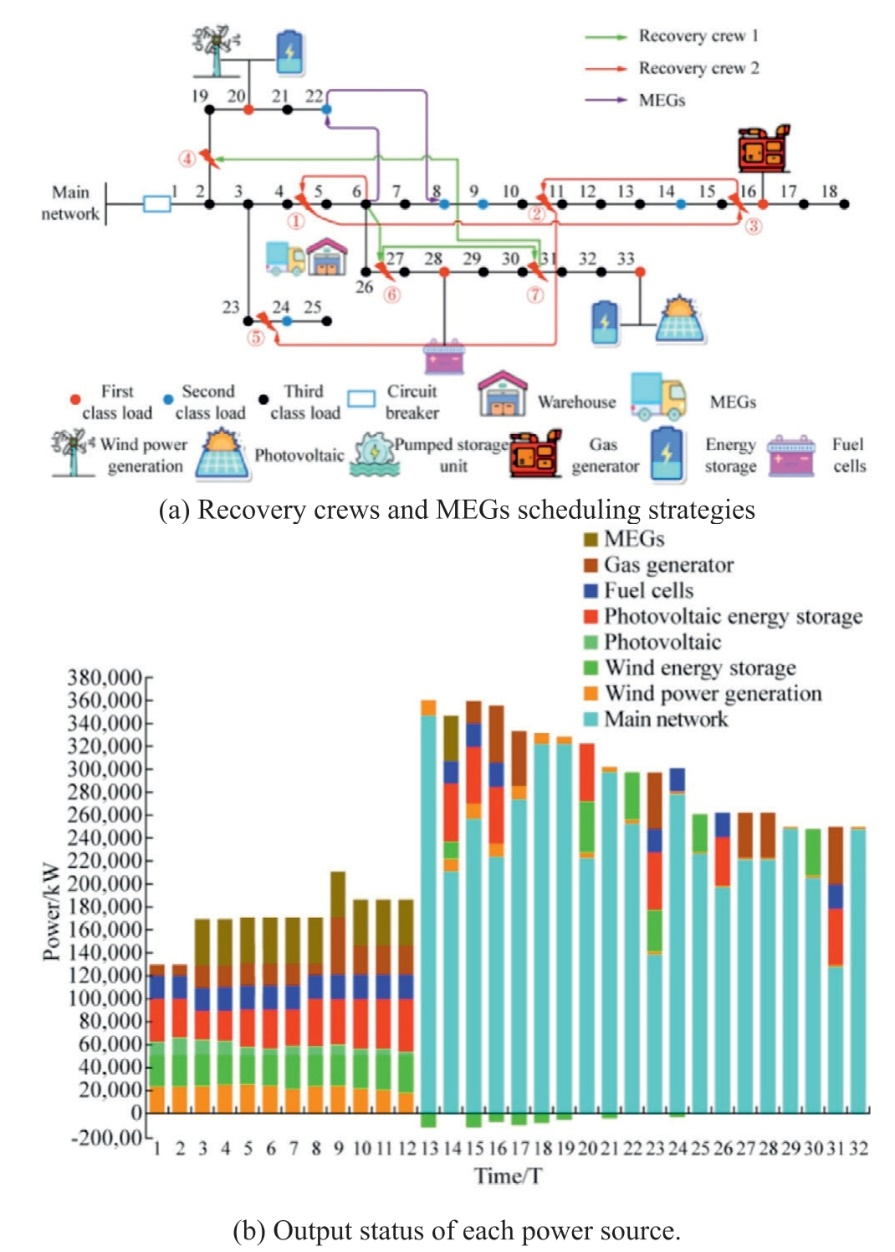 Recovery crew 1
Recovery crew 2
MEGs
19 20 21 22
④
Main
network
1 2 3 4 5 6 7 8 9 10 11 12 13 14 15 16 17 18
① ② ③
26 27 28 29 30 31 32 33
⑥ ⑦
23 24 25
⑤
First
class load
Second
class load
Third
class load
Circuit
breaker
Warehouse
MEGs
Wind power
generation
Photovoltaic
Pumped storage
unit
Gas
generator
Energy
storage
Fuel
cells
(a) Recovery crews and MEGs scheduling strategies
MEGs
Gas generator
Fuel cells
Photovoltaic energy storage
Photovoltaic
Wind energy storage
Wind power generation
Main network
Power/kW
380,000
360,000
340,000
320,000
300,000
280,000
260,000
240,000
220,000
200,000
180,000
160,000
140,000
120,000
100,000
80,000
60,000
40,000
20,000
0
-200,00
1 2 3 4 5 6 7 8 9 10 11 12 13 14 15 16 17 18 19 20 21 22 23 24 25 26 27 28 29 30 31 32
Time/T
(b) Output status of each power source.